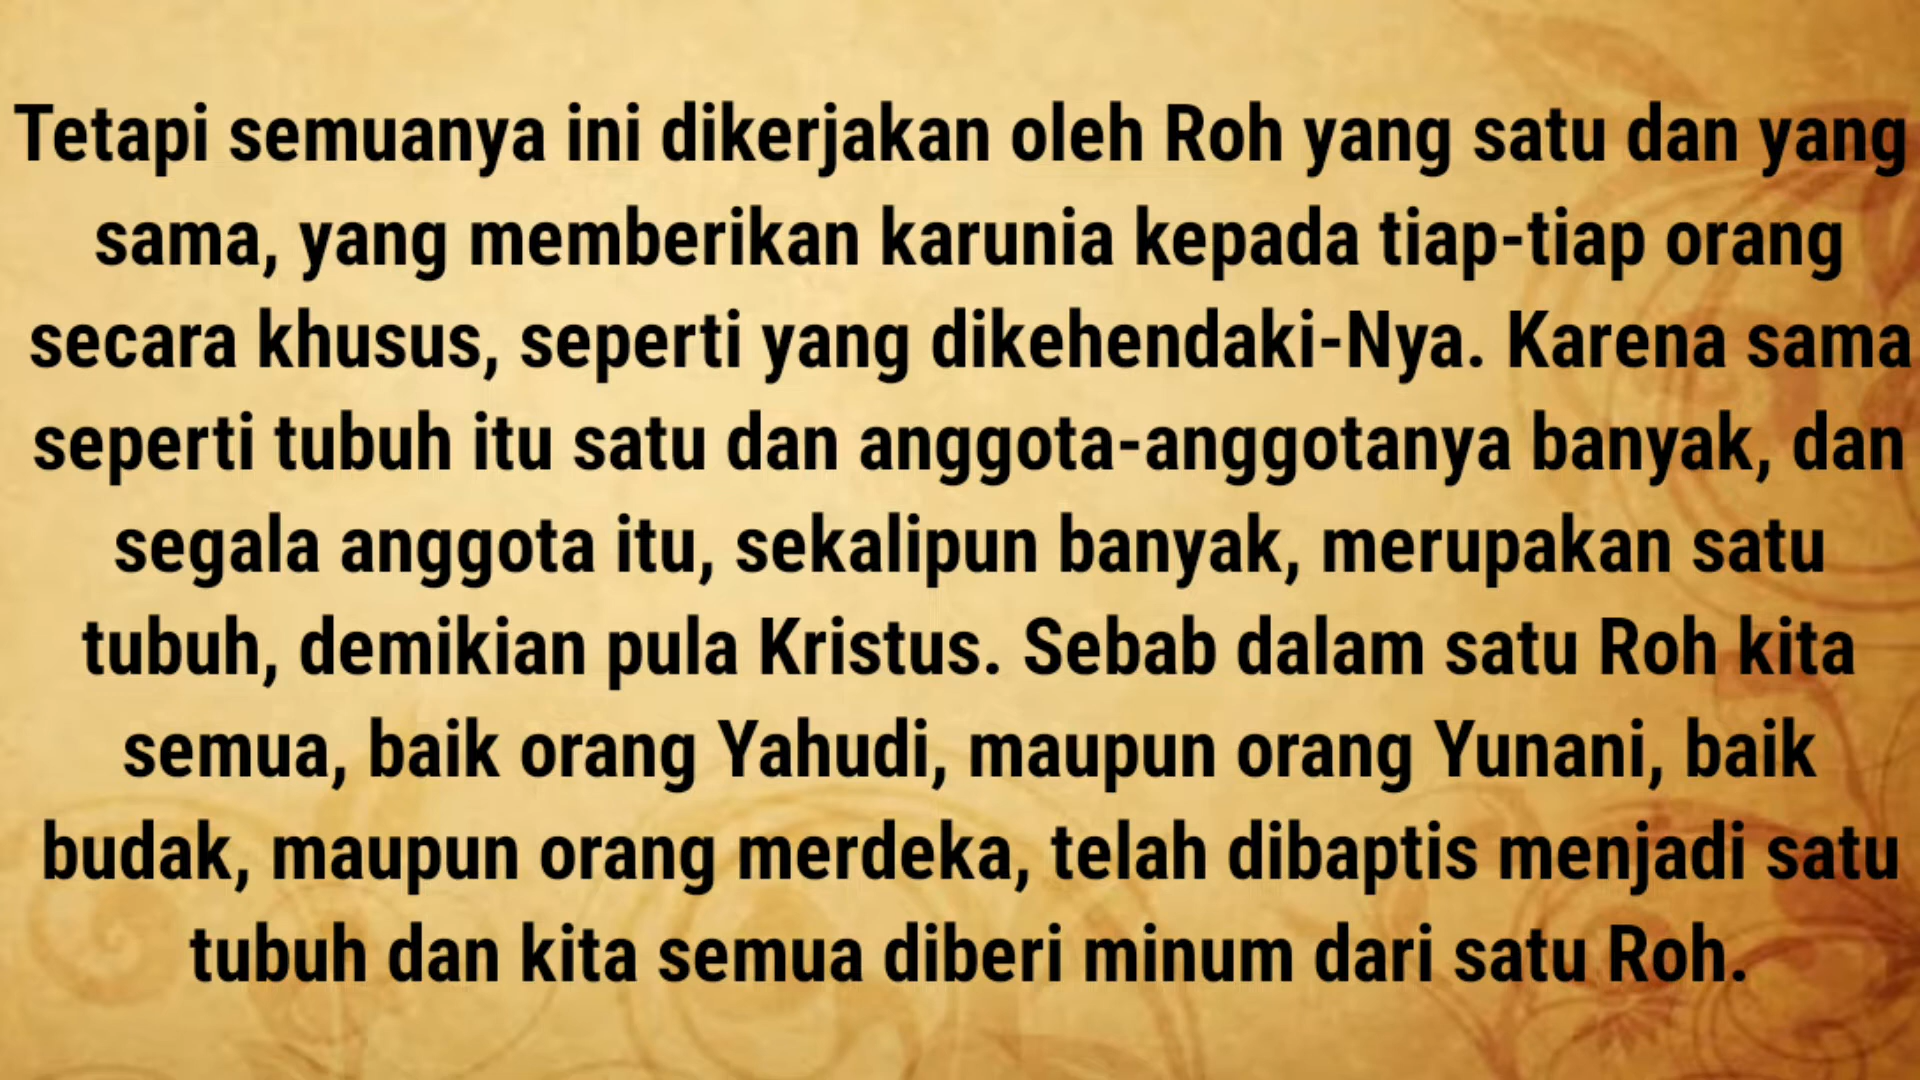 Tetapi semuanya ini dikerjakan oleh Roh yang satu dan yang
sama, yang memberikan karunia kepada tiap-tiap orang
secara khusus, seperti yang dikehendaki-Nya. Karena sama
seperti tubuh itu satu dan anggota-anggotanya banyak, dan
segala anggota itu, sekalipun banyak, merupakan satu
tubuh, demikian pula Kristus. Sebab dalam satu Roh kita
semua, baik orang Yahudi, maupun orang Yunani, baik
budak, maupun orang merdeka, telah dibaptis menjadi satu
tubuh dan kita semua diberi minum dari satu Roh.